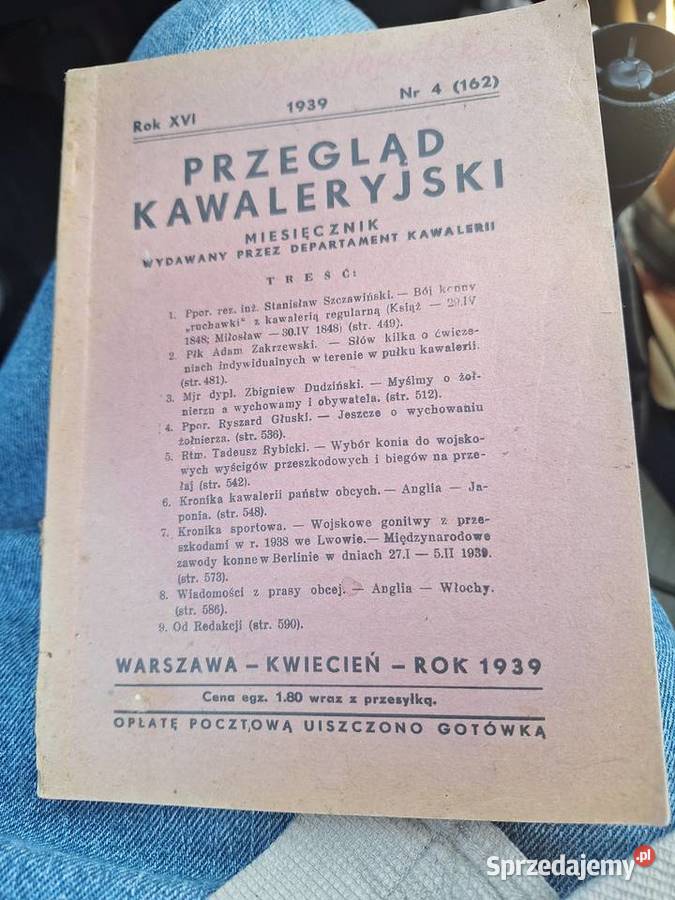 Rok XVI 1939 Nr 4 (162)
PRZEGLĄD
KAWALERYJSKI
MIESIĘCZNIK
WYDAWANY PRZEZ DEPARTAMENT KAWALERII
TREŚĆ:
1. Ppor. rez. inż. Stanisław Szczawiński. — Bój konny
„ruchawki" z kawalerią regularną (Książ — 29.IV
1848; Miłosław — 30.IV 1848) (str. 449).
2. Płk Adam Zakrzewski. — Słów kilka o ćwicze-
niach indywidualnych w terenie w pułku kawalerii.
(str. 481).
3. Mjr dypl. Zbigniew Dudziński. — Myślmy o żoł-
nierzu a wychowamy i obywatela. (str. 512).
4. Ppor. Ryszard Głuski. — Jeszcze o wychowaniu
żołnierza. (str. 536).
5. Rtm. Tadeusz Rybicki. — Wybór konia do wojsko-
wych wyścigów przeszkodowych i biegów na prze-
łaj (str. 542).
6. Kronika kawalerii państw obcych. — Anglia — Ja-
ponia. (str. 548).
7. Kronika sportowa. — Wojskowe gonitwy z prze-
szkodami w r. 1938 we Lwowie.— Międzynarodowe
zawody konne w Berlinie w dniach 27.I — 5.II 1939.
(str. 573).
8. Wiadomości z prasy obcej. — Anglia — Włochy.
(str. 586).
9. Od Redakcji (str. 590).
WARSZAWA — KWIECIEŃ — ROK 1939
Cena egz. 1.80 wraz z przesyłką.
OPŁATĘ POCZTOWĄ UISZCZONO GOTÓWKĄ
Sprzedajemy.pl